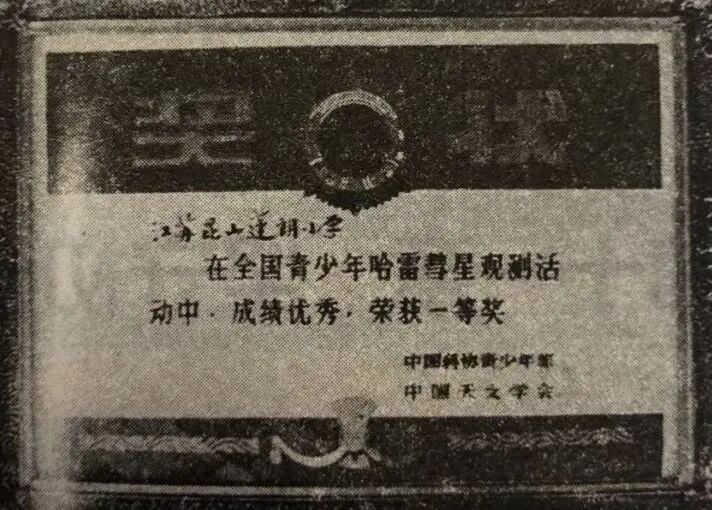 奖状
江苏昆山蓬朗小学
在全国青少年哈雷彗星观测活
动中．成绩优秀，荣获一等奖
中国科协青少年部
中国天文学会